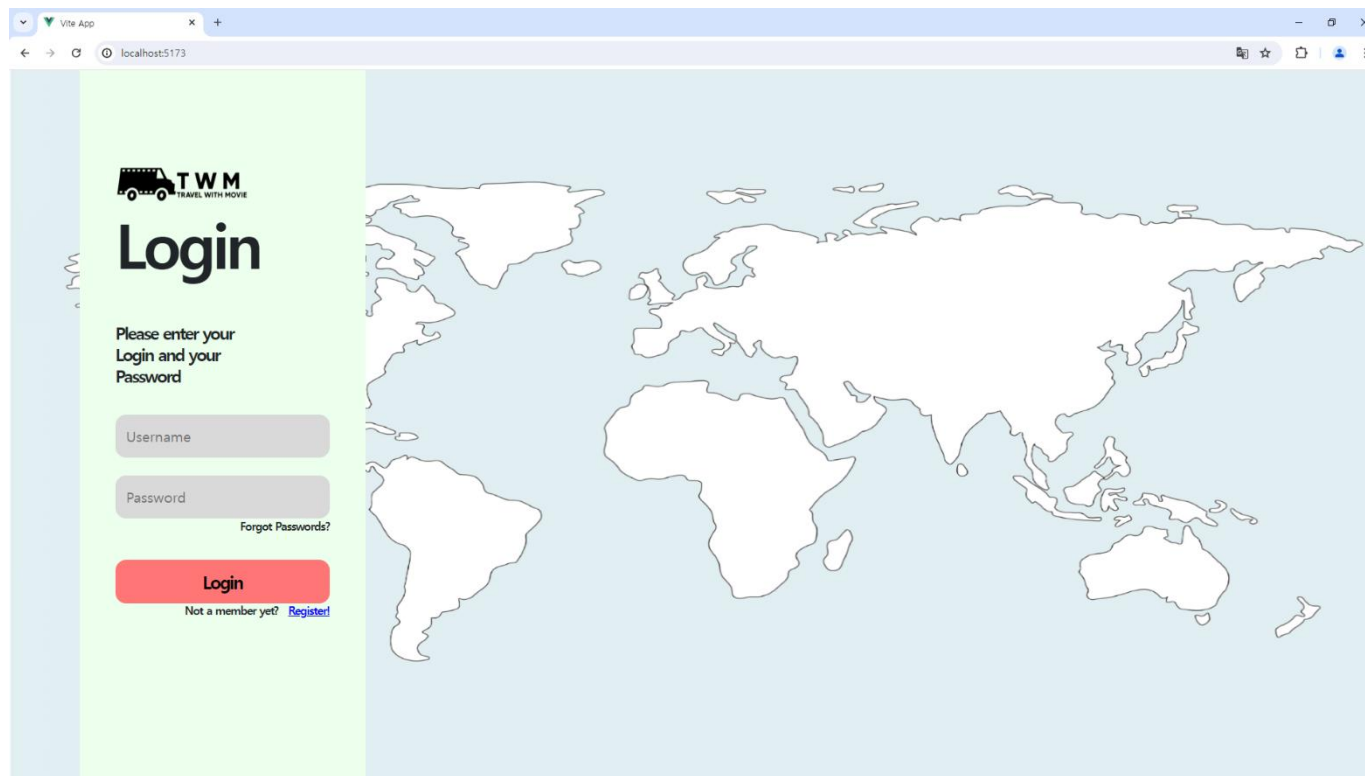 Vite App
localhost:5173
TWM
TRAVEL WITH MOVIE
Login
Please enter your
Login and your
Password
Username
Password
Forgot Passwords?
Login
Not a member yet? Register!